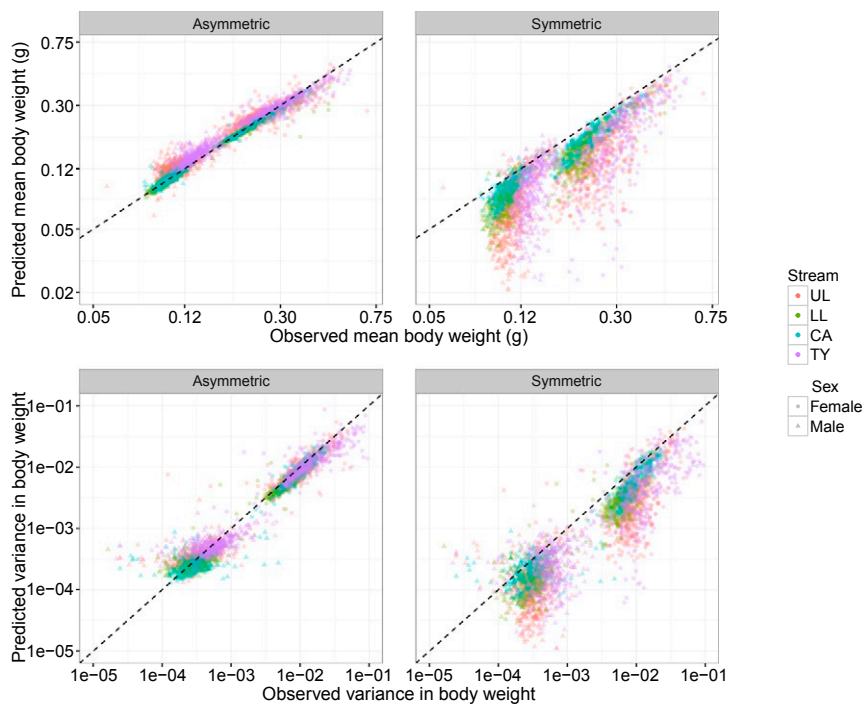 Asymmetric Symmetric
0.75
0.30
0.12
0.05
0.02
Predicted mean body weight (g)
0.05 0.12 0.30 0.75 0.05 0.12 0.30 0.75
Observed mean body weight (g)
Asymmetric Symmetric
1e-01
1e-02
1e-03
1e-04
1e-05
Predicted variance in body weight
1e-05 1e-04 1e-03 1e-02 1e-01 1e-05 1e-04 1e-03 1e-02 1e-01
Observed variance in body weight
Stream
UL
LL
CA
TY
Sex
Female
Male